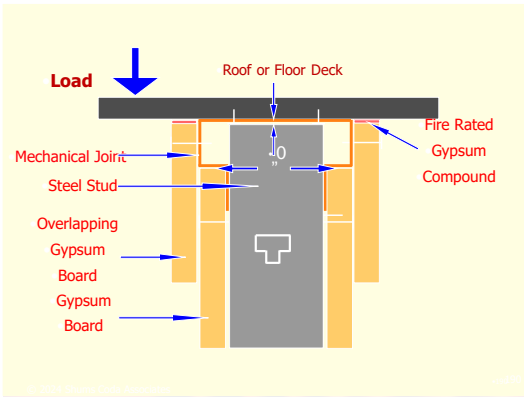 Roof or Floor Deck
Load
Fire Rated
Gypsum
Compound
Mechanical Joint
Steel Stud
Overlapping
Gypsum
Board
Gypsum
Board
0
”